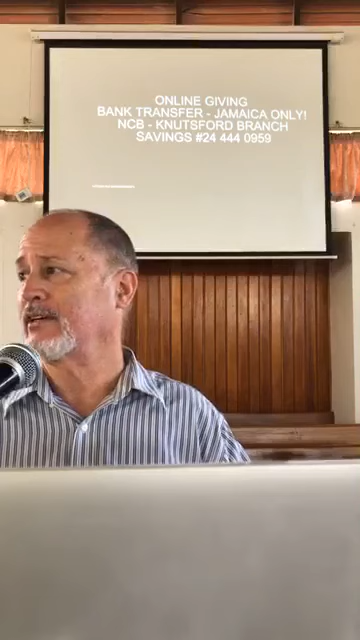 ONLINE GIVING
BANK TRANSFER - JAMAICA ONLY!
NCB - KNUTSFORD BRANCH
SAVINGS #24 444 0959